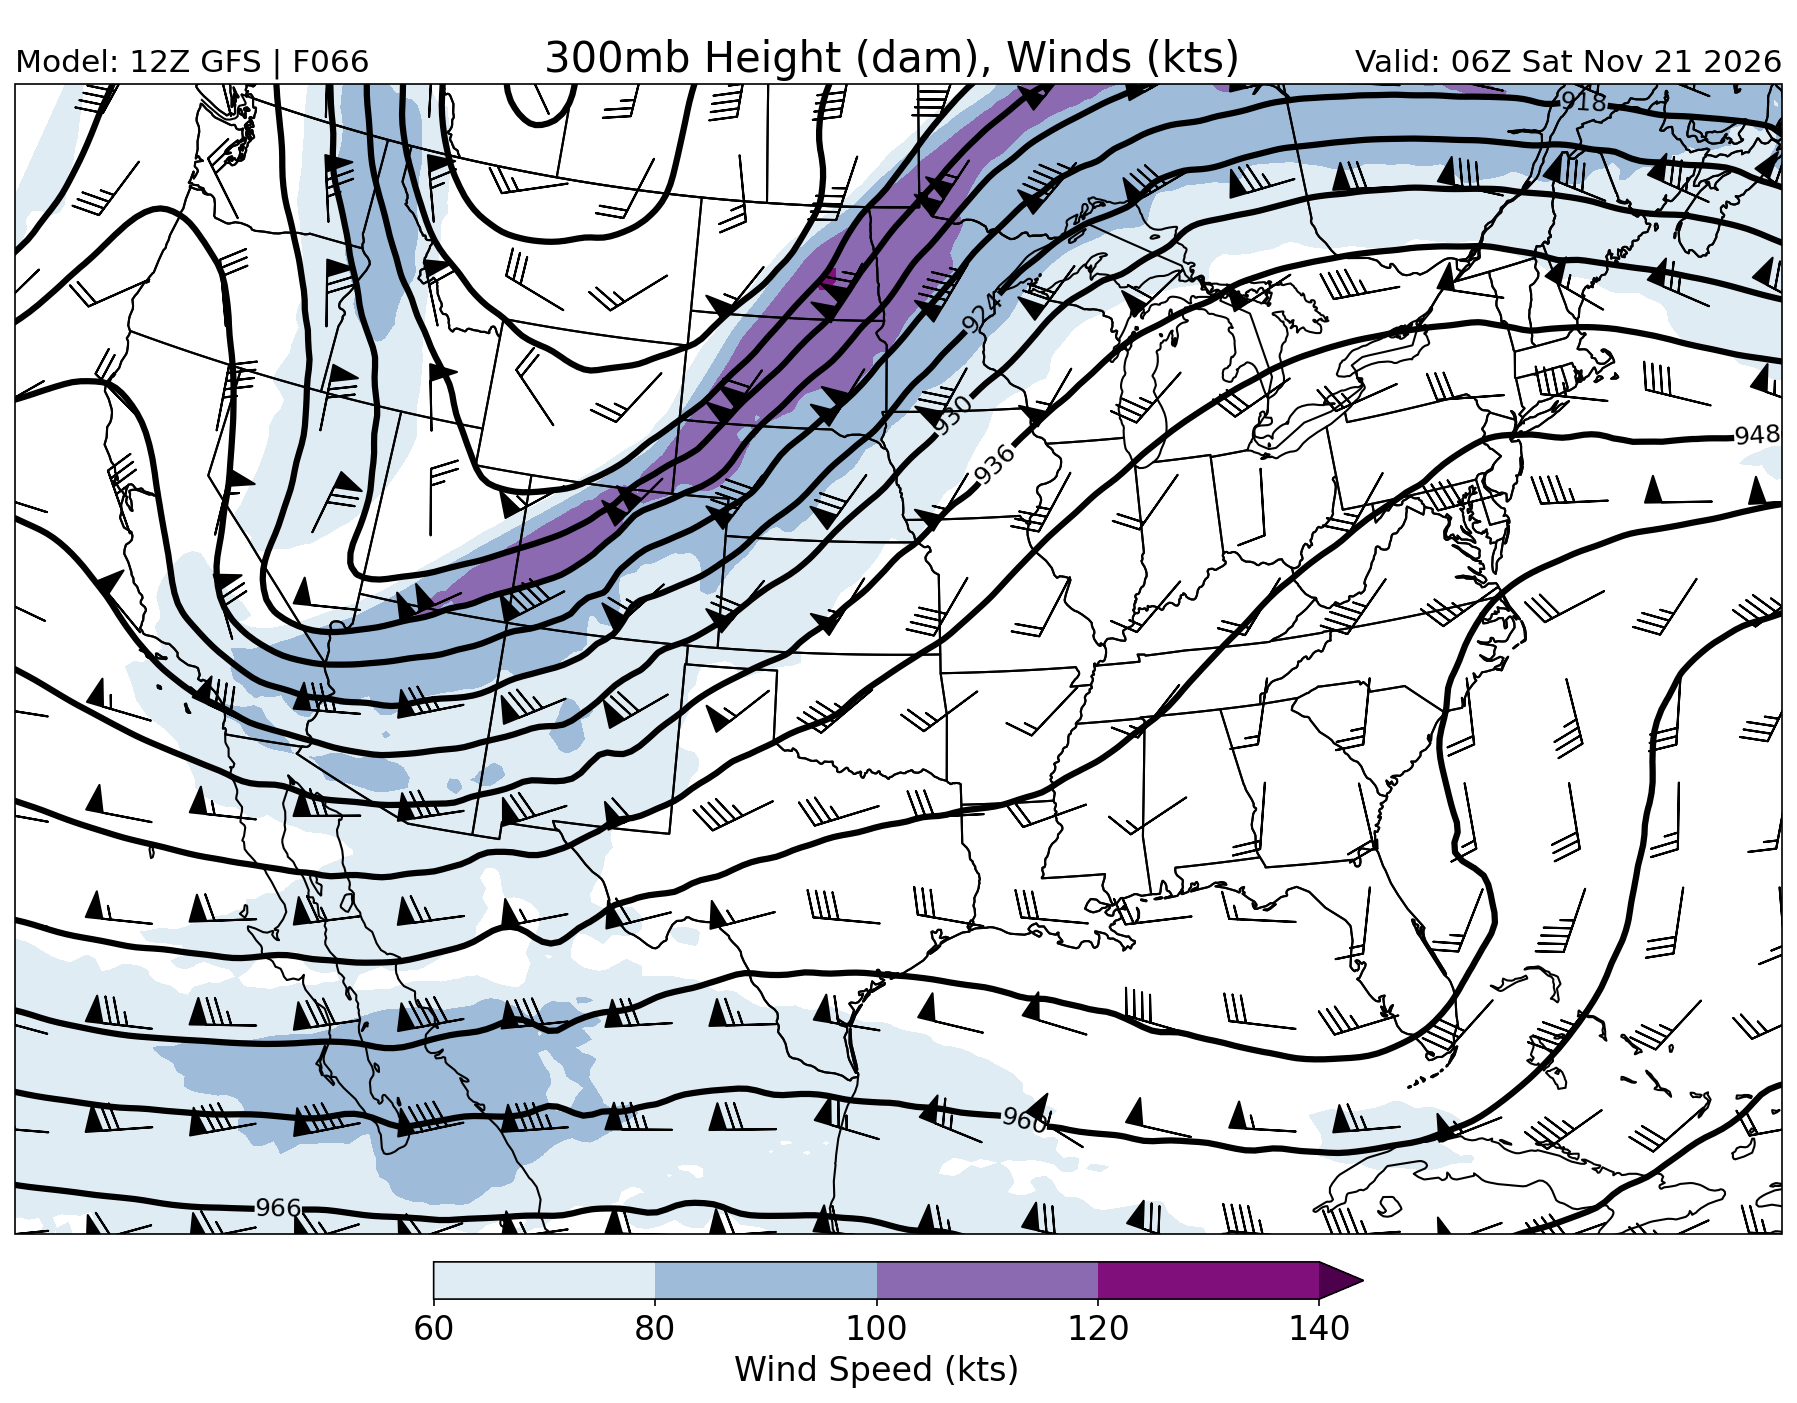 Model: 12Z GFS | F066
300mb Height (dam), Winds (kts)
Valid: 06Z Sat Nov 21 2026
918
924
930
936
948
960
966
60 80 100 120 140
Wind Speed (kts)